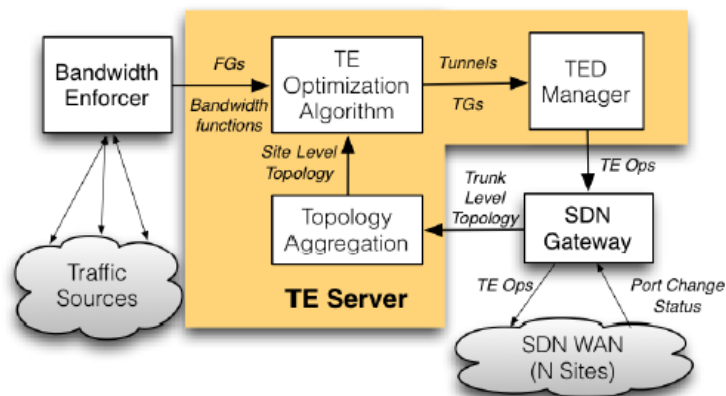 Bandwidth
Enforcer
FGs
Bandwidth
functions
TE
Optimization
Algorithm
Tunnels
TGs
TED
Manager
Site Level
Topology
TE Ops
Topology
Aggregation
Trunk
Level
Topology
SDN
Gateway
Traffic
Sources
TE Server
TE Ops
Port Change
Status
SDN WAN
(N Sites)